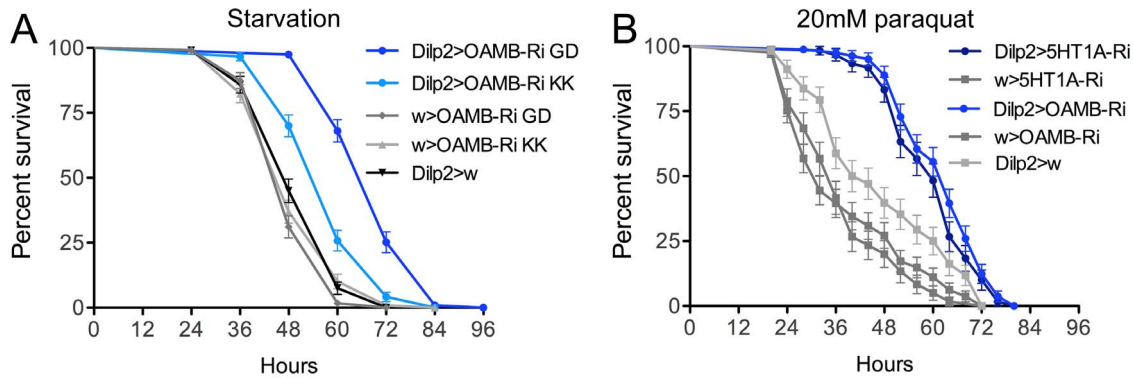 A
Starvation
100
75
50
25
0
Percent survival
0 12 24 36 48 60 72 84 96
Hours
Dilp2>OAMB-Ri GD
Dilp2>OAMB-Ri KK
w>OAMB-Ri GD
w>OAMB-Ri KK
Dilp2>w
B
20mM paraquat
100
75
50
25
0
Percent survival
0 12 24 36 48 60 72 84 96
Hours
Dilp2>5HT1A-Ri
w>5HT1A-Ri
Dilp2>OAMB-Ri
w>OAMB-Ri
Dilp2>w